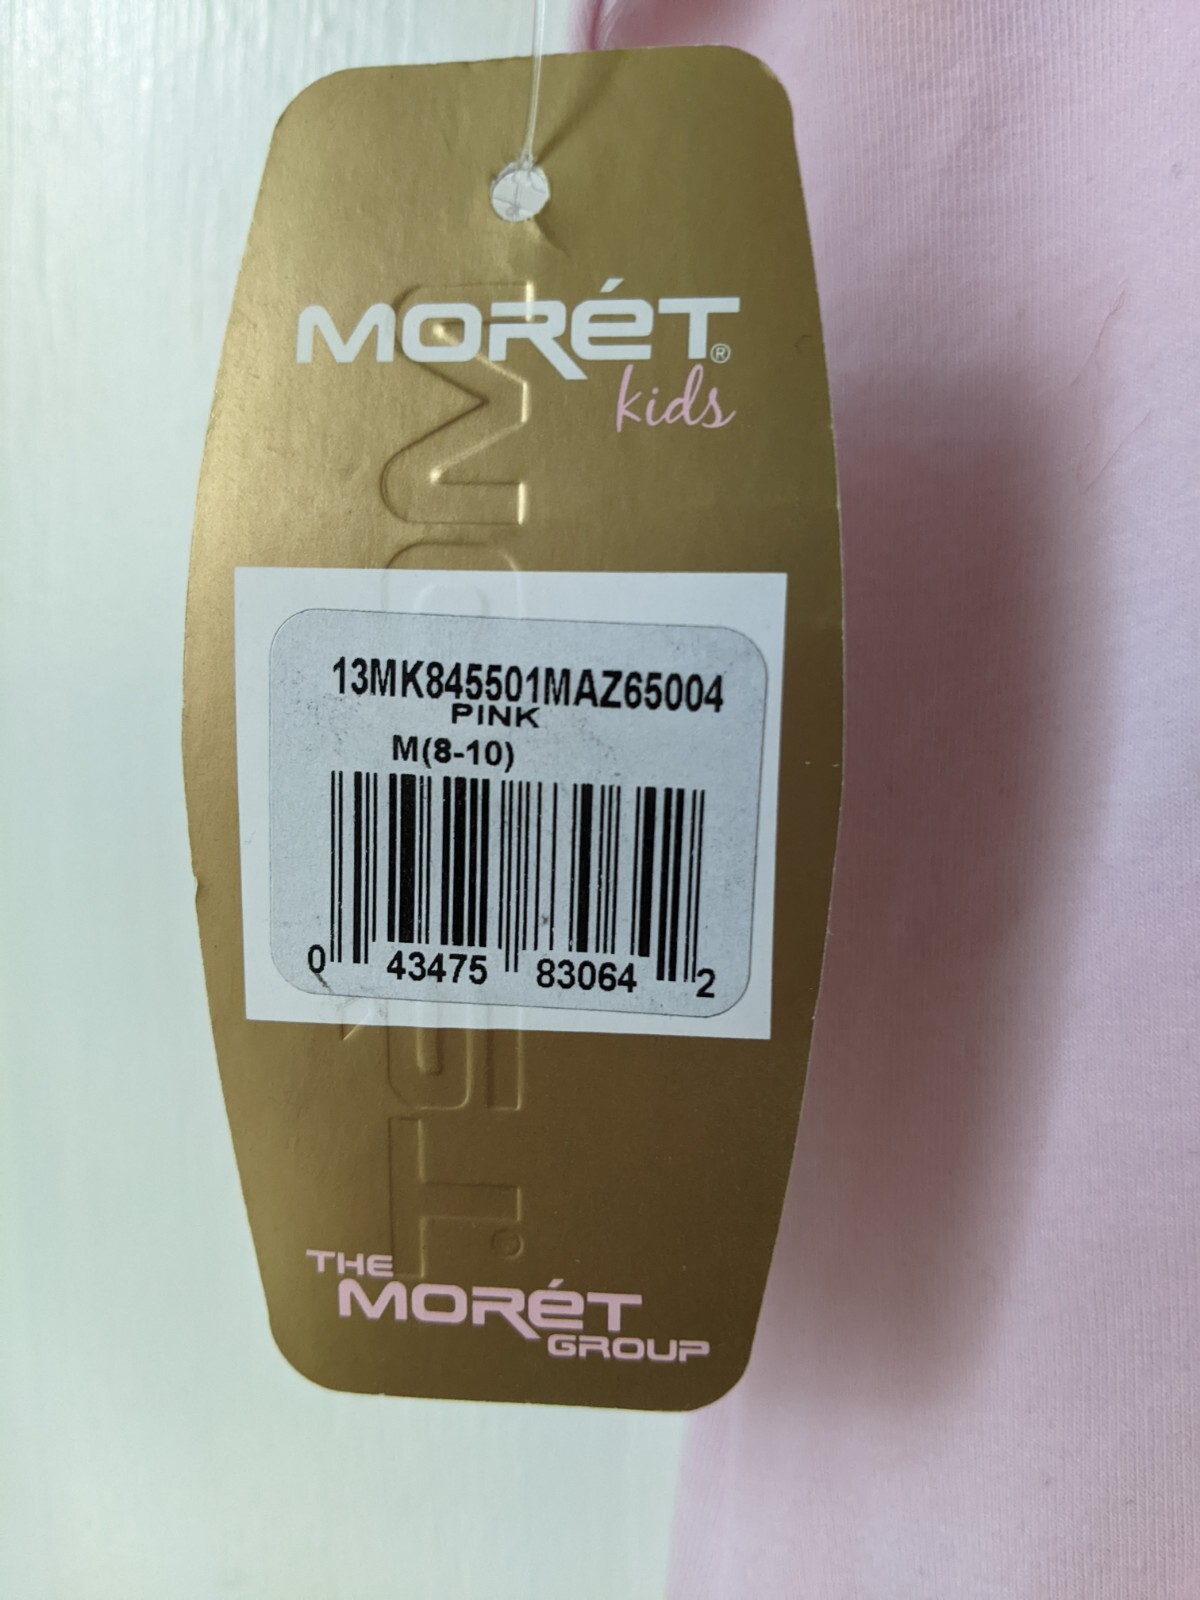 MORéT®
kids
13MK845501MAZ65004
PINK
M(8-10)
0 43475 83064 2
THE
MORéT
GROUP